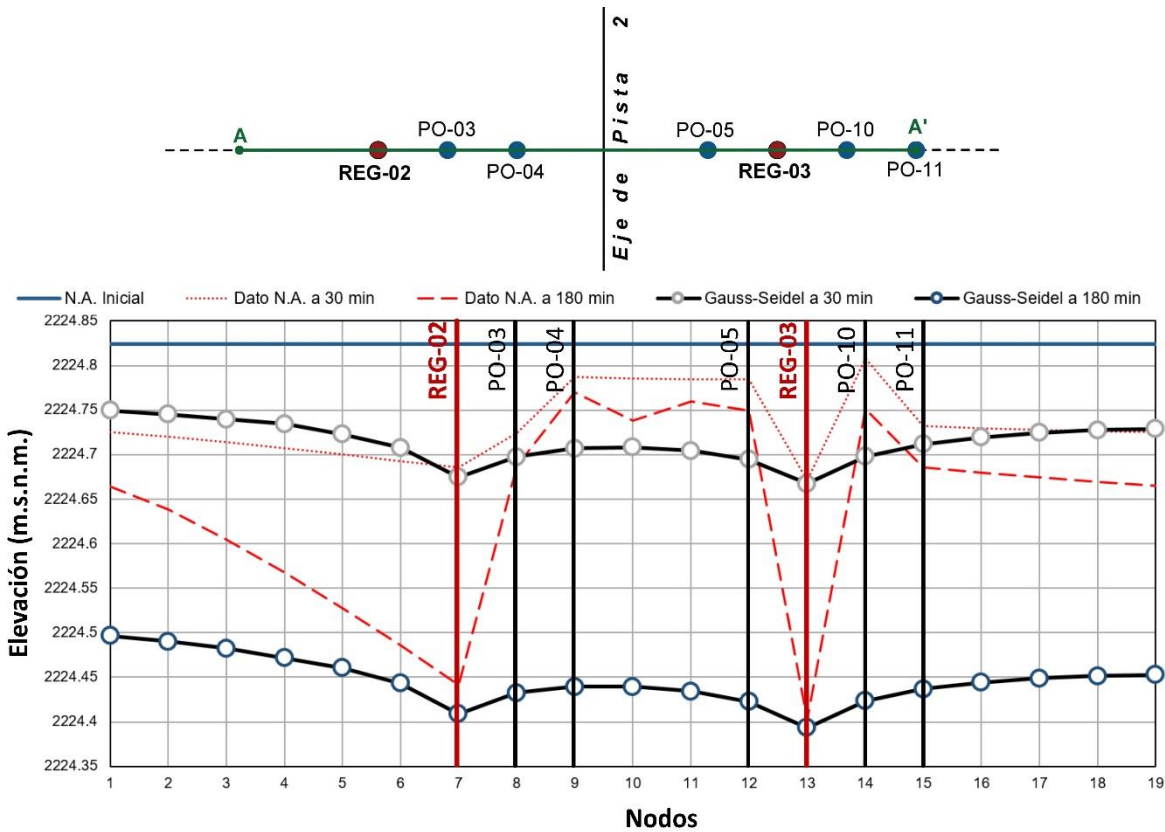 Eje de Pista 2
A
PO-03
PO-05
PO-10
A'
REG-02
PO-04
REG-03
PO-11
N.A. Inicial
Dato N.A. a 30 min
Dato N.A. a 180 min
Gauss-Seidel a 30 min
Gauss-Seidel a 180 min
Elevación (m.s.n.m.)
2224.85
2224.8
2224.75
2224.7
2224.65
2224.6
2224.55
2224.5
2224.45
2224.4
2224.35
REG-02
PO-03
PO-04
PO-05
REG-03
PO-10
PO-11
1 2 3 4 5 6 7 8 9 10 11 12 13 14 15 16 17 18 19
Nodos